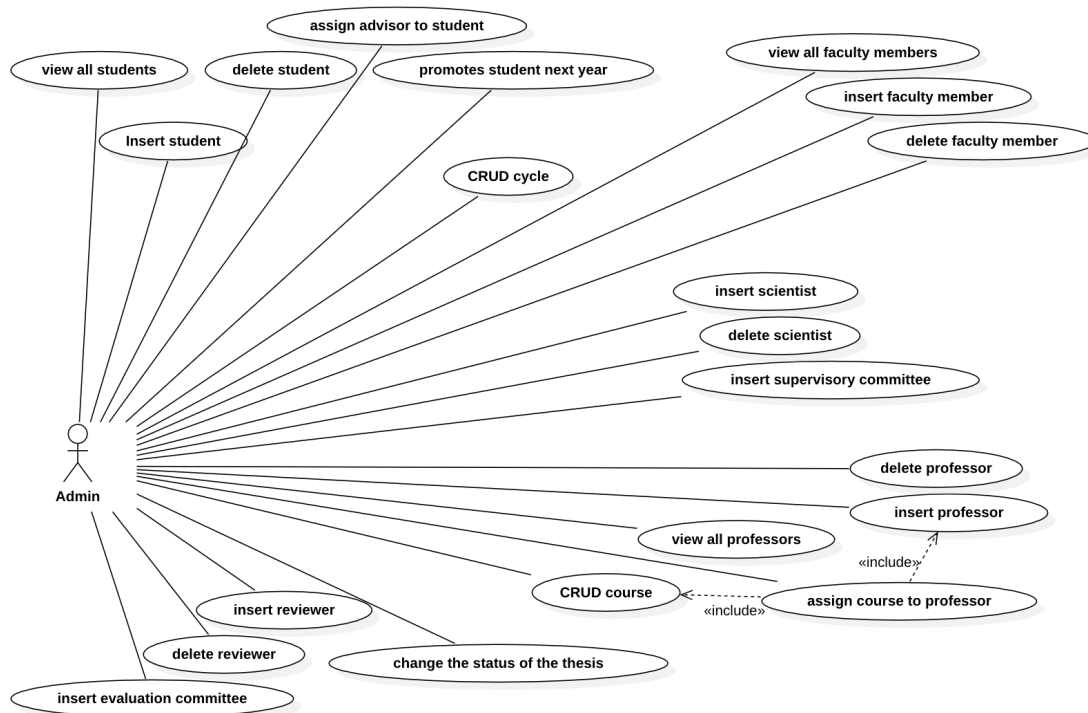 assign advisor to student
view all students
delete student
promotes student next year
view all faculty members
insert faculty member
Insert student
delete faculty member
CRUD cycle
insert scientist
delete scientist
insert supervisory committee
delete professor
Admin
insert professor
view all professors
«include»
CRUD course
assign course to professor
«include»
insert reviewer
delete reviewer
change the status of the thesis
insert evaluation committee